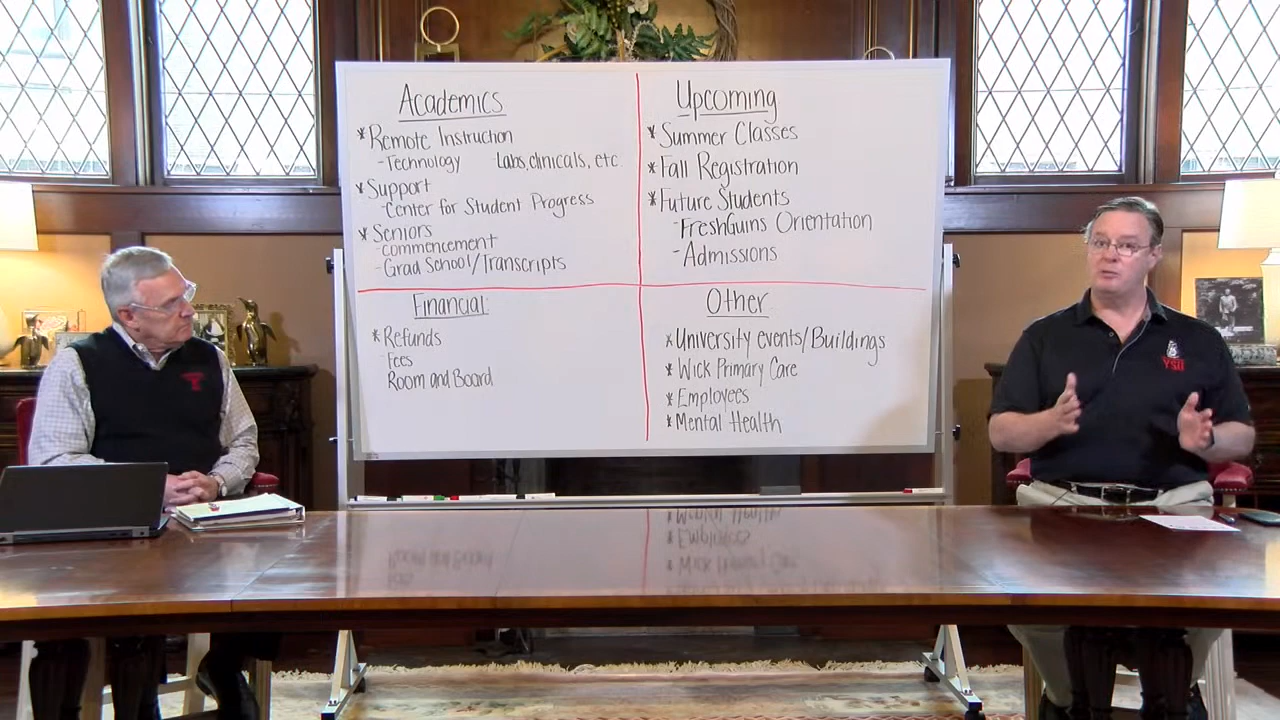 Academics
* Remote Instruction
- Technology - Labs, clinicals, etc
* Support
- Center for Student Progress
* Seniors
- commencement
- Grad School/Transcripts
Upcoming
* Summer Classes
* Fall Registration
* Future Students
- FreshGuins Orientation
- Admissions
Financial
* Refunds
Fees
Room and Board
Other
* University events/Buildings
* Wick Primary Care
* Employees
* Mental Health
Y
YSU